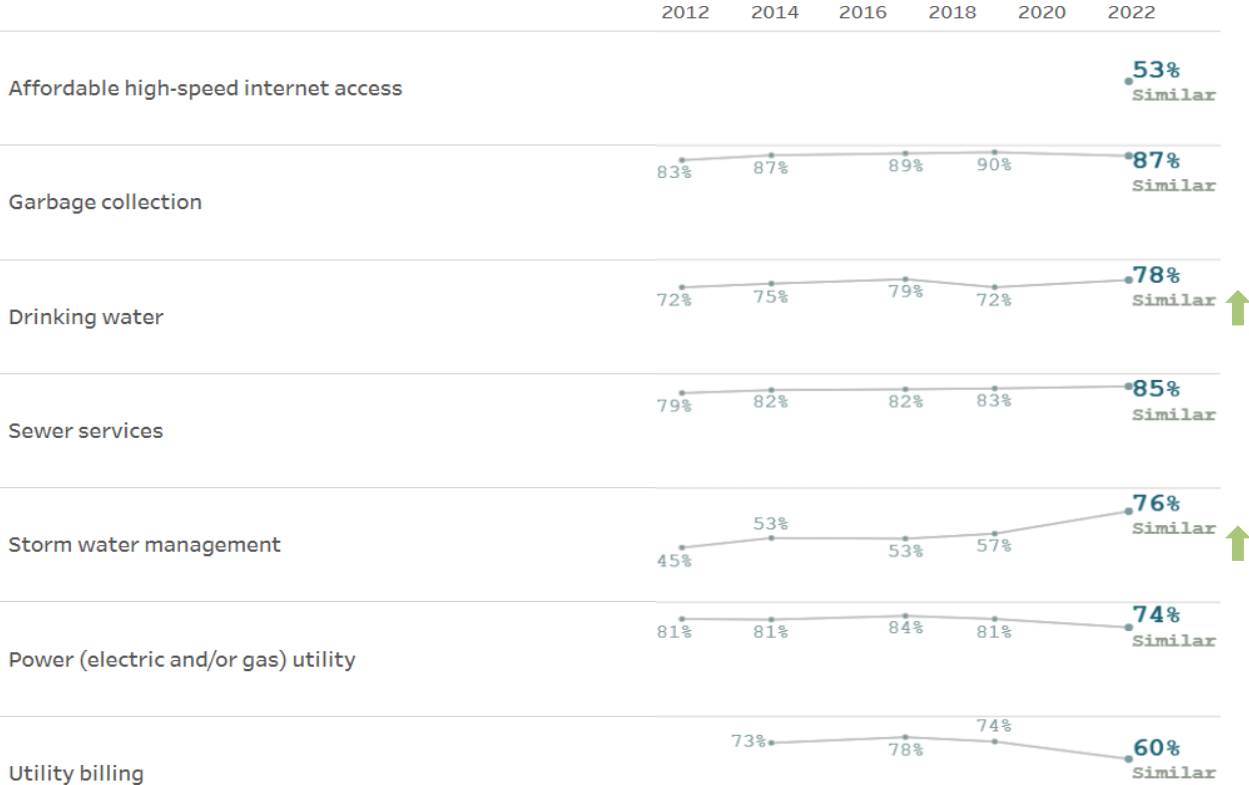 2012 2014 2016 2018 2020 2022
53%
Affordable high-speed internet access
Similar
83% 87% 89% 90% 87%
Similar
Garbage collection
72% 75% 79% 72% 78%
Similar
Drinking water
79% 82% 82% 83% 85%
Similar
Sewer services
45% 53% 53% 57% 76%
Similar
Storm water management
81% 81% 84% 81% 74%
Similar
Power (electric and/or gas) utility
73% 78% 74% 60%
Similar
Utility billing